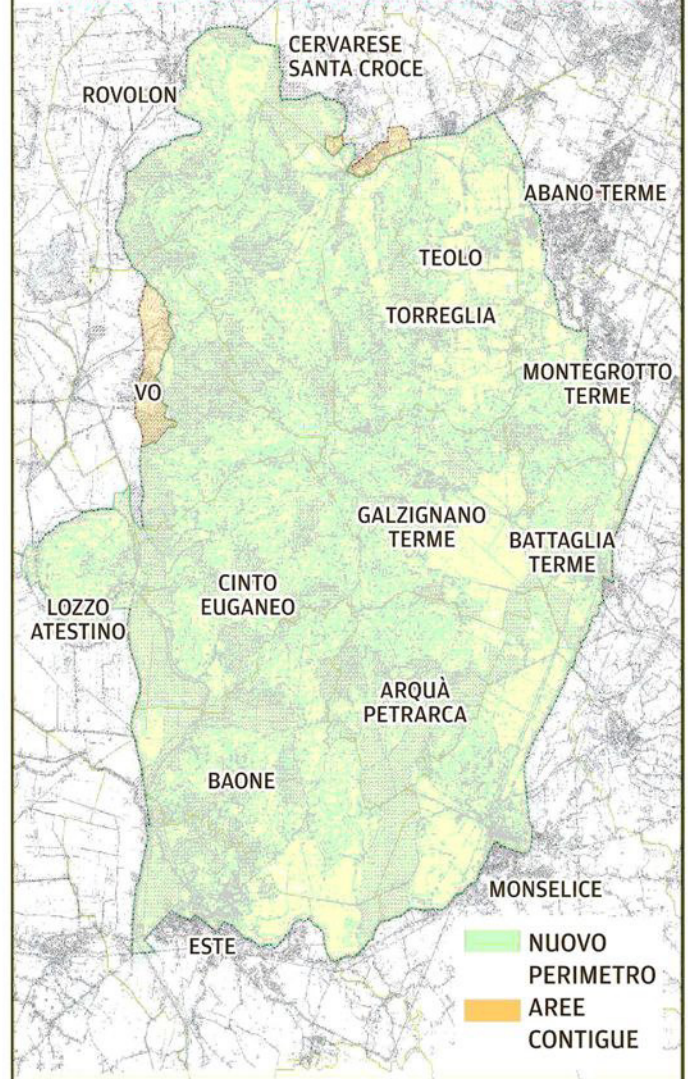 CERVARESE
SANTA CROCE
ROVOLON
ABANO TERME
TEOLO
TORREGLIA
MONTEGROTTO
TERME
VO
GALZIGNANO
TERME
BATTAGLIA
TERME
CINTO
EUGANEO
LOZZO
ATESTINO
ARQUÀ
PETRARCA
BAONE
MONSELICE
ESTE
NUOVO
PERIMETRO
AREE
CONTIGUE